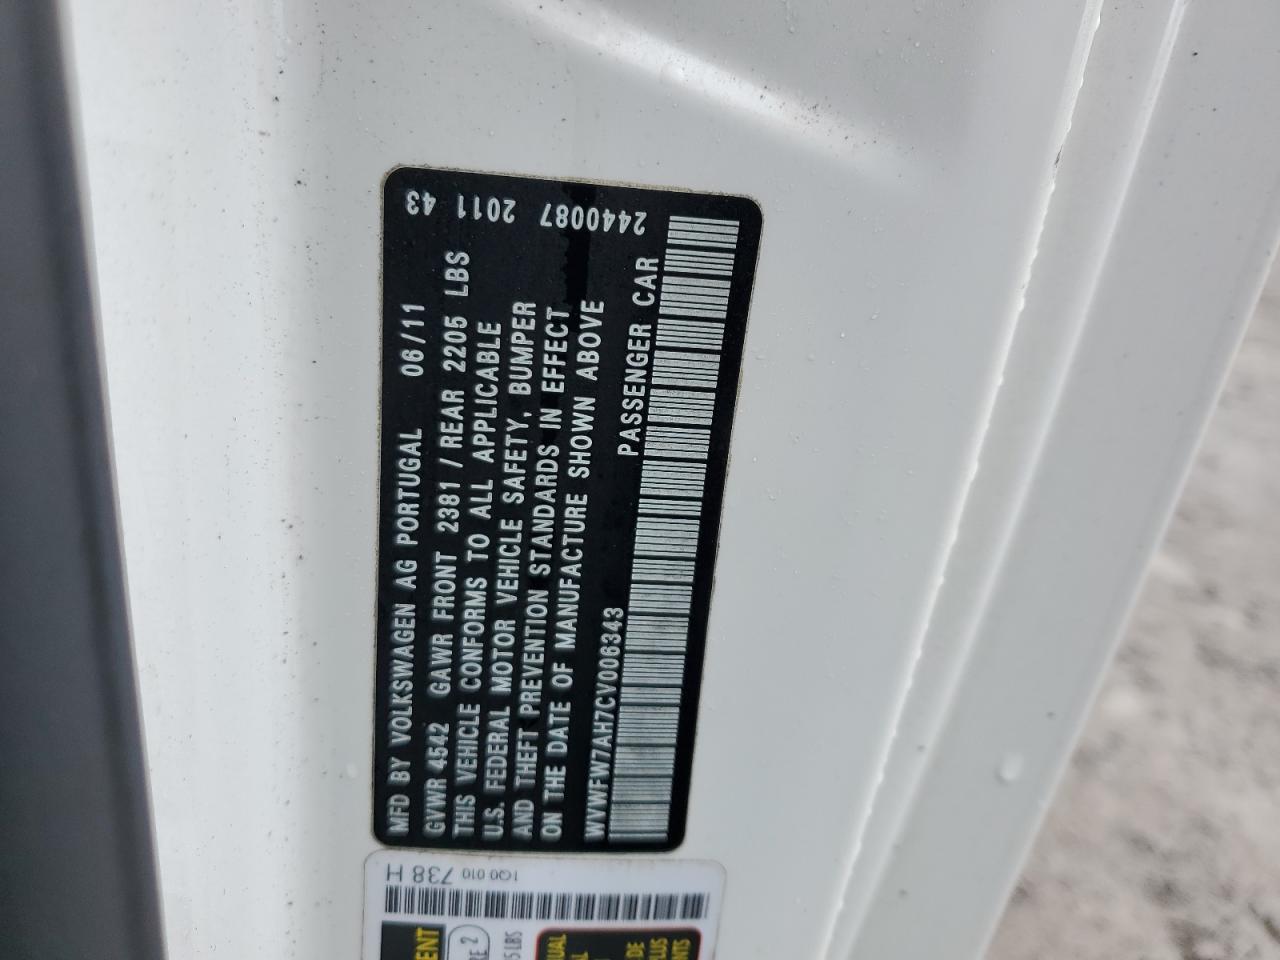 MFD BY VOLKSWAGEN AG PORTUGAL 06/11
GVWR 4542 GAWR FRONT 2381 / REAR 2205 LBS
THIS VEHICLE CONFORMS TO ALL APPLICABLE
U.S. FEDERAL MOTOR VEHICLE SAFETY, BUMPER
AND THEFT PREVENTION STANDARDS IN EFFECT
ON THE DATE OF MANUFACTURE SHOWN ABOVE
WVWFW7AH7CV006343 PASSENGER CAR
2440087 2011 43
1Q0 010 738 H